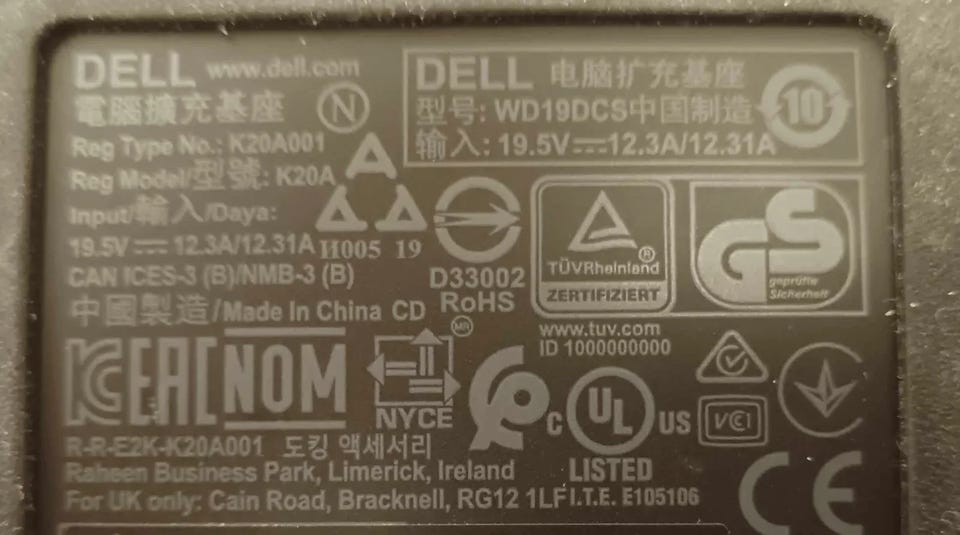 DELL www.dell.com
電腦擴充基座 N
Reg Type No.: K20A001
Reg Model/型號: K20A
Input/輸入/Daya:
19.5V⎓12.3A/12.31A
CAN ICES-3 (B)/NMB-3 (B)
中國製造/Made In China CD
DELL 电脑扩充基座
型号: WD19DCS中国制造
输入: 19.5V⎓12.3A/12.31A
10
19
D33002
RoHS
TÜVRheinland
ZERTIFIZIERT
GS
geprüfte
Sicherheit
www.tuv.com
ID 1000000000
KC EAC NOM
NYCE MR
C UL US
LISTED
VCI
R-R-E2K-K20A001 도킹 액세서리
Raheen Business Park, Limerick, Ireland
For UK only: Cain Road, Bracknell, RG12 1LF I.T.E. E105106
CE